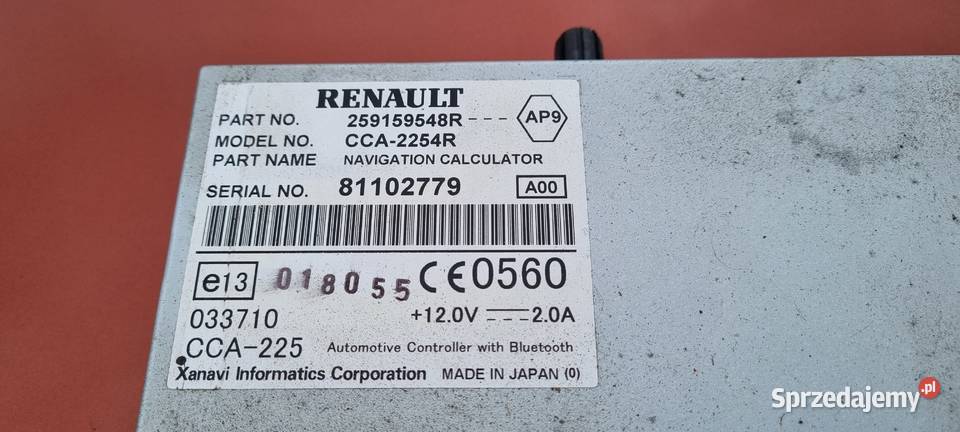 RENAULT
PART NO. 259159548R--- AP9
MODEL NO. CCA-2254R
PART NAME NAVIGATION CALCULATOR
SERIAL NO. 81102779 A00
e13 018055 CE0560
033710 +12.0V ⎓ 2.0A
CCA-225 Automotive Controller with Bluetooth
Xanavi Informatics Corporation MADE IN JAPAN (0)
Sprzedajemy.pl